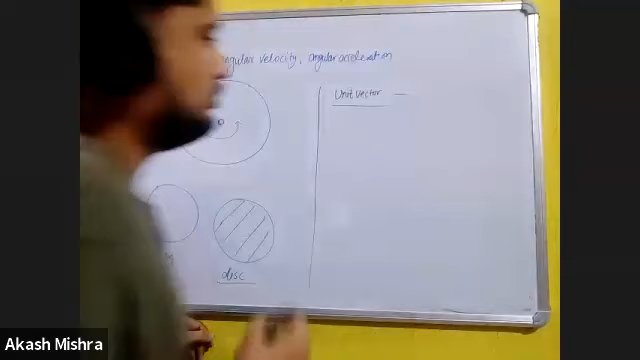 angular velocity, angular acceleration
Unit vector —
disc
Akash Mishra